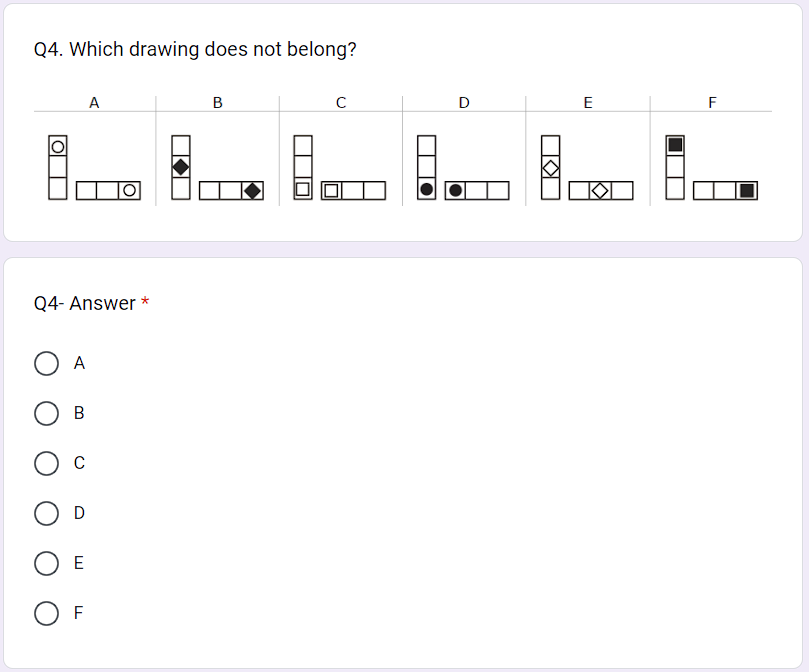 Q4. Which drawing does not belong?
A B C D E F
Q4- Answer *
A
B
C
D
E
F